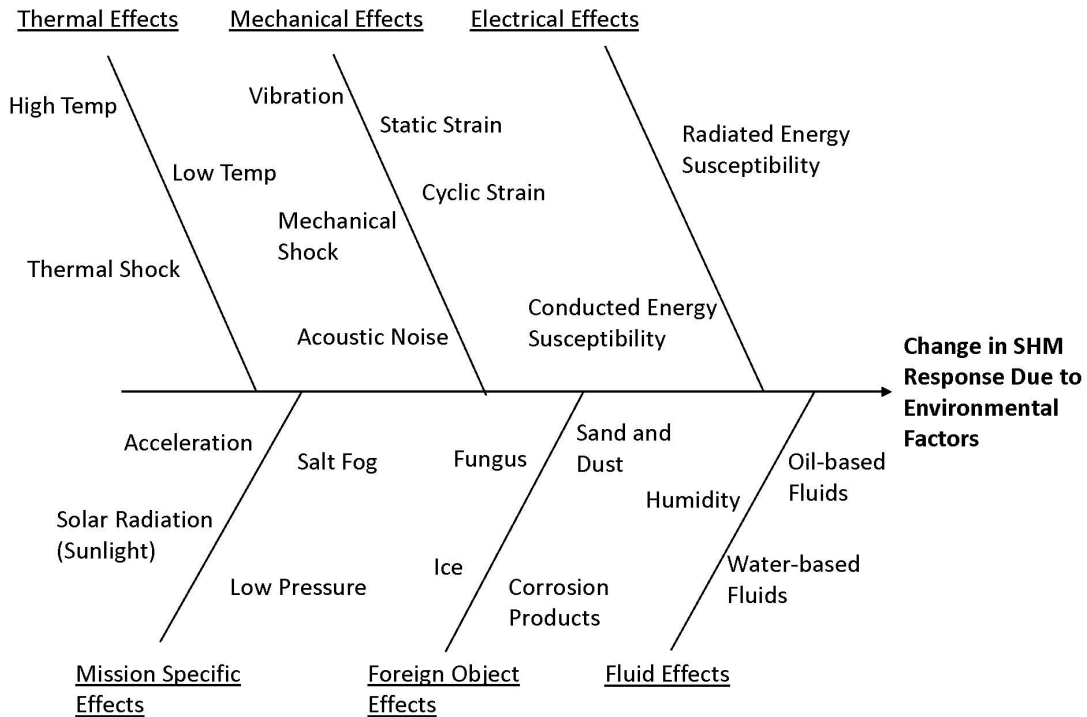 Thermal Effects
Mechanical Effects
Electrical Effects
High Temp
Low Temp
Thermal Shock
Vibration
Static Strain
Cyclic Strain
Mechanical
Shock
Acoustic Noise
Radiated Energy
Susceptibility
Conducted Energy
Susceptibility
Change in SHM
Response Due to
Environmental
Factors
Acceleration
Salt Fog
Solar Radiation
(Sunlight)
Low Pressure
Mission Specific
Effects
Fungus
Sand and
Dust
Ice
Corrosion
Products
Foreign Object
Effects
Humidity
Oil-based
Fluids
Water-based
Fluids
Fluid Effects